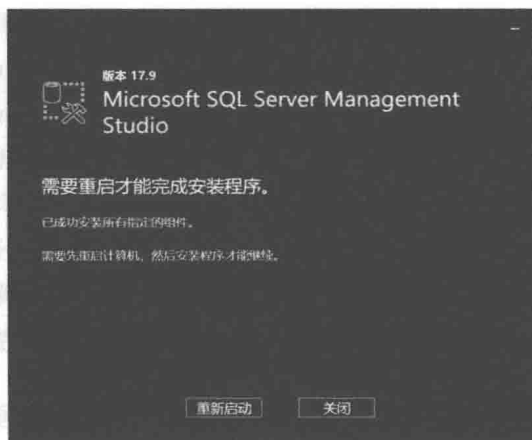 版本 17.9
Microsoft SQL Server Management
Studio
需要重启才能完成安装程序。
已成功安装所有指定的组件。
需要先重启计算机，然后安装程序才能继续。
重新启动
关闭